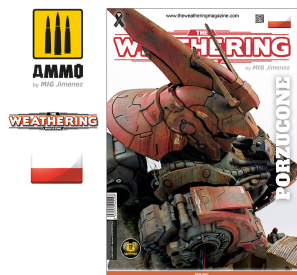 AMMO
by MIG Jimenez
THE
WEATHERING
MAGAZINE
www.theweatheringmagazine.com
THE
WEATHERING
by MIG Jimenez
PORZUCONE